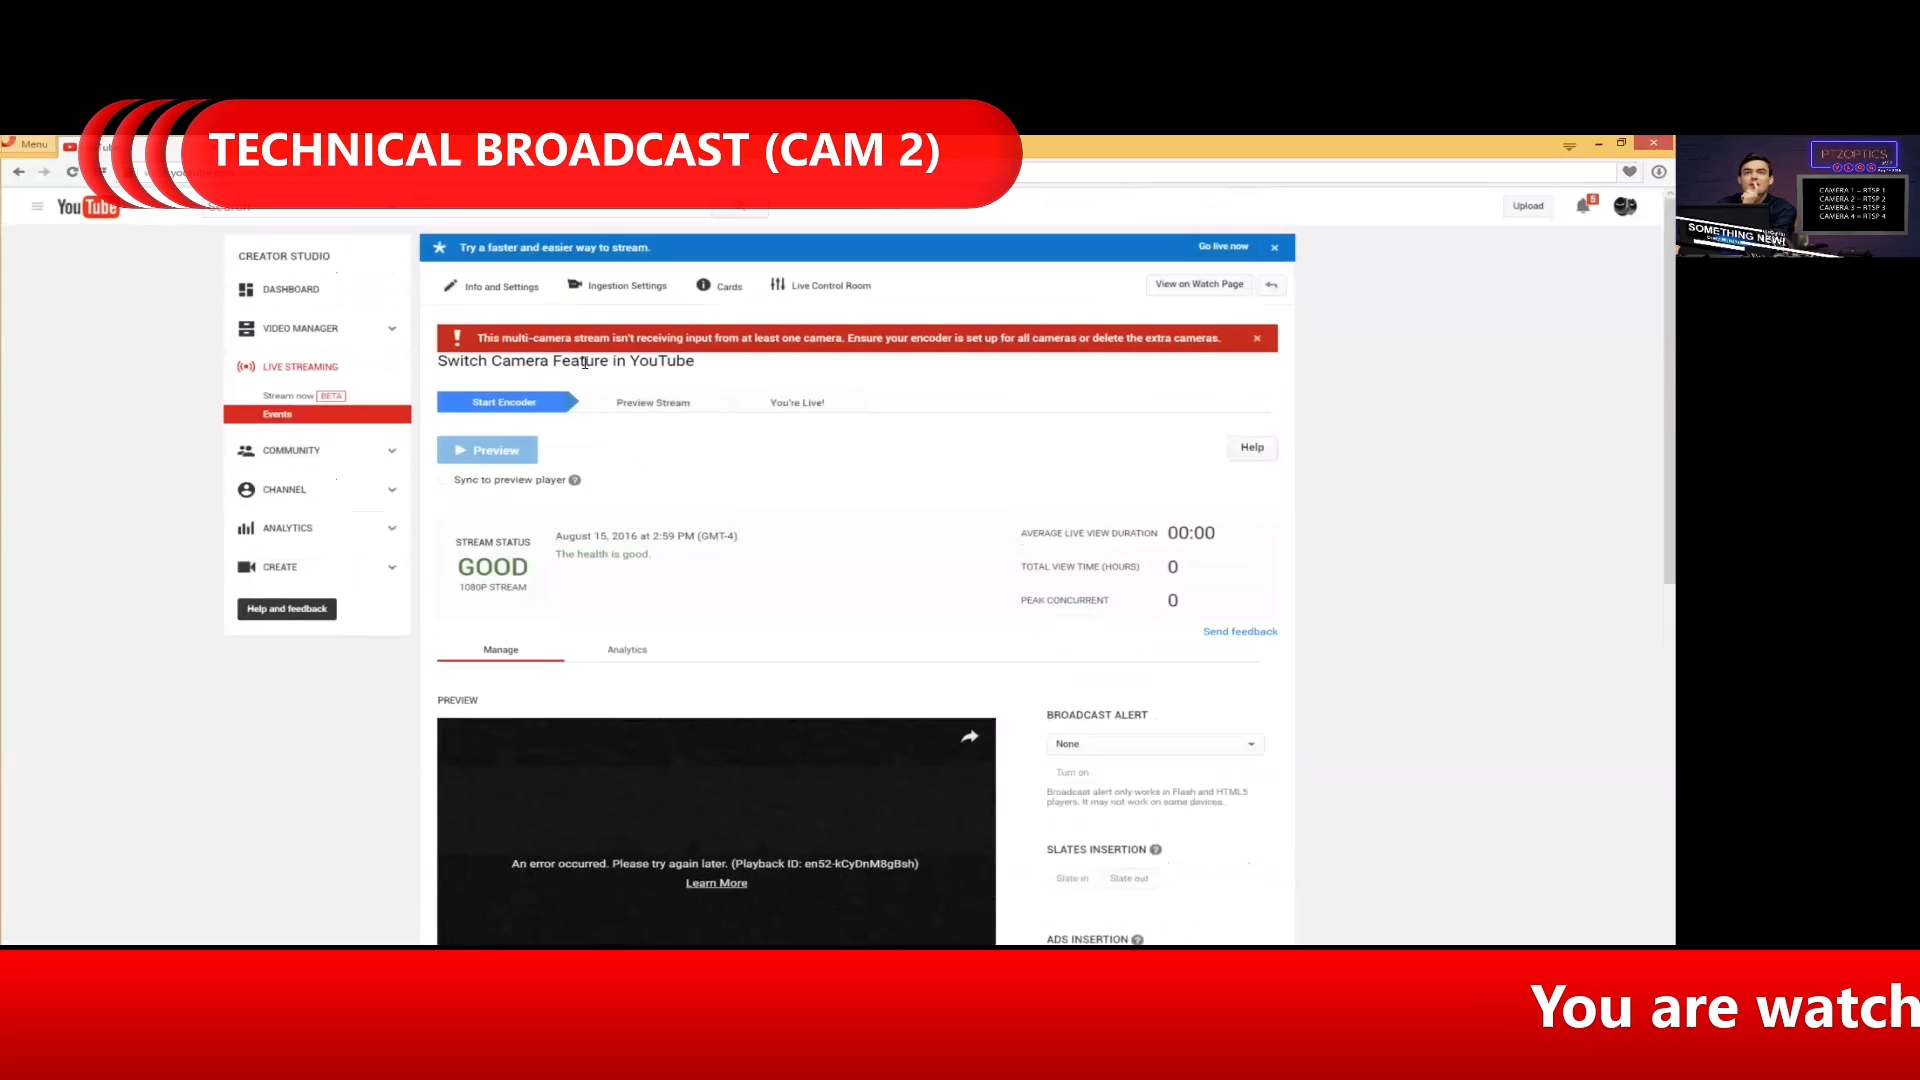 TECHNICAL BROADCAST (CAM 2)
Menu
YouTube
Search
Upload
5
PTZOPTICS
VLOG
CAMERA 1 = RTSP 1
CAMERA 2 = RTSP 2
CAMERA 3 = RTSP 3
CAMERA 4 = RTSP 4
SOMETHING NEW!
CREATOR STUDIO
DASHBOARD
VIDEO MANAGER
LIVE STREAMING
Stream now BETA
Events
COMMUNITY
CHANNEL
ANALYTICS
CREATE
Help and feedback
Try a faster and easier way to stream.
Go live now
Info and Settings
Ingestion Settings
Cards
Live Control Room
View on Watch Page
This multi-camera stream isn't receiving input from at least one camera. Ensure your encoder is set up for all cameras or delete the extra cameras.
Switch Camera Feature in YouTube
Start Encoder
Preview Stream
You're Live!
Preview
Help
Sync to preview player
STREAM STATUS
GOOD
1080P STREAM
August 15, 2016 at 2:59 PM (GMT-4)
The health is good.
AVERAGE LIVE VIEW DURATION 00:00
TOTAL VIEW TIME (HOURS) 0
PEAK CONCURRENT 0
Send feedback
Manage
Analytics
PREVIEW
An error occurred. Please try again later. (Playback ID: en52-kCyDnM8gBsh)
Learn More
BROADCAST ALERT
None
Turn on
Broadcast alert only works in Flash and HTML5
players. It may not work on some devices.
SLATES INSERTION
Slate in
Slate out
ADS INSERTION
You are watch